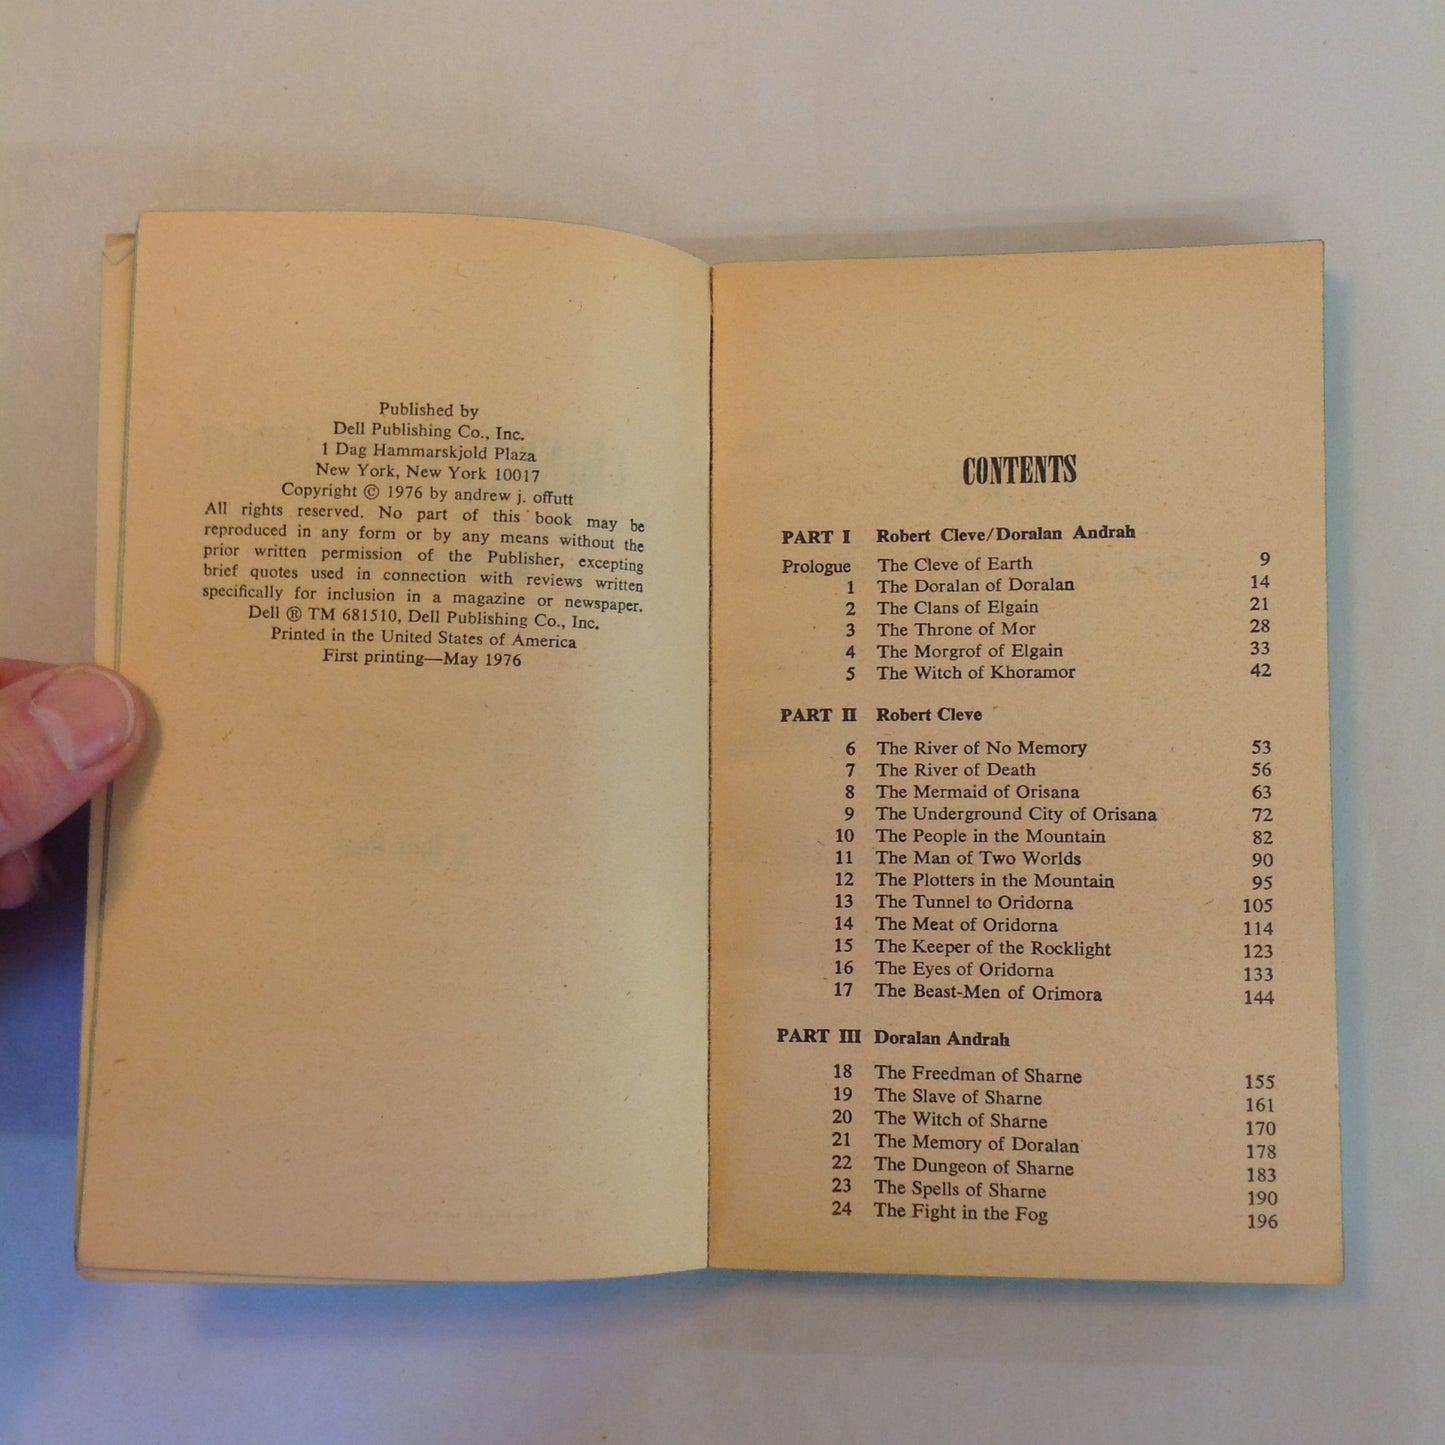 Published by
Dell Publishing Co., Inc.
1 Dag Hammarskjold Plaza
New York, New York 10017
Copyright © 1976 by andrew j. offutt
All rights reserved. No part of this book may be
reproduced in any form or by any means without the
prior written permission of the Publisher, excepting
brief quotes used in connection with reviews written
specifically for inclusion in a magazine or newspaper.
Dell ® TM 681510, Dell Publishing Co., Inc.
Printed in the United States of America
First printing—May 1976
CONTENTS
PART I Robert Cleve/Doralan Andrah
Prologue The Cleve of Earth 9
1 The Doralan of Doralan 14
2 The Clans of Elgain 21
3 The Throne of Mor 28
4 The Morgrof of Elgain 33
5 The Witch of Khoramor 42
PART II Robert Cleve
6 The River of No Memory 53
7 The River of Death 56
8 The Mermaid of Orisana 63
9 The Underground City of Orisana 72
10 The People in the Mountain 82
11 The Man of Two Worlds 90
12 The Plotters in the Mountain 95
13 The Tunnel to Oridorna 105
14 The Meat of Oridorna 114
15 The Keeper of the Rocklight 123
16 The Eyes of Oridorna 133
17 The Beast-Men of Orimora 144
PART III Doralan Andrah
18 The Freedman of Sharne 155
19 The Slave of Sharne 161
20 The Witch of Sharne 170
21 The Memory of Doralan 178
22 The Dungeon of Sharne 183
23 The Spells of Sharne 190
24 The Fight in the Fog 196